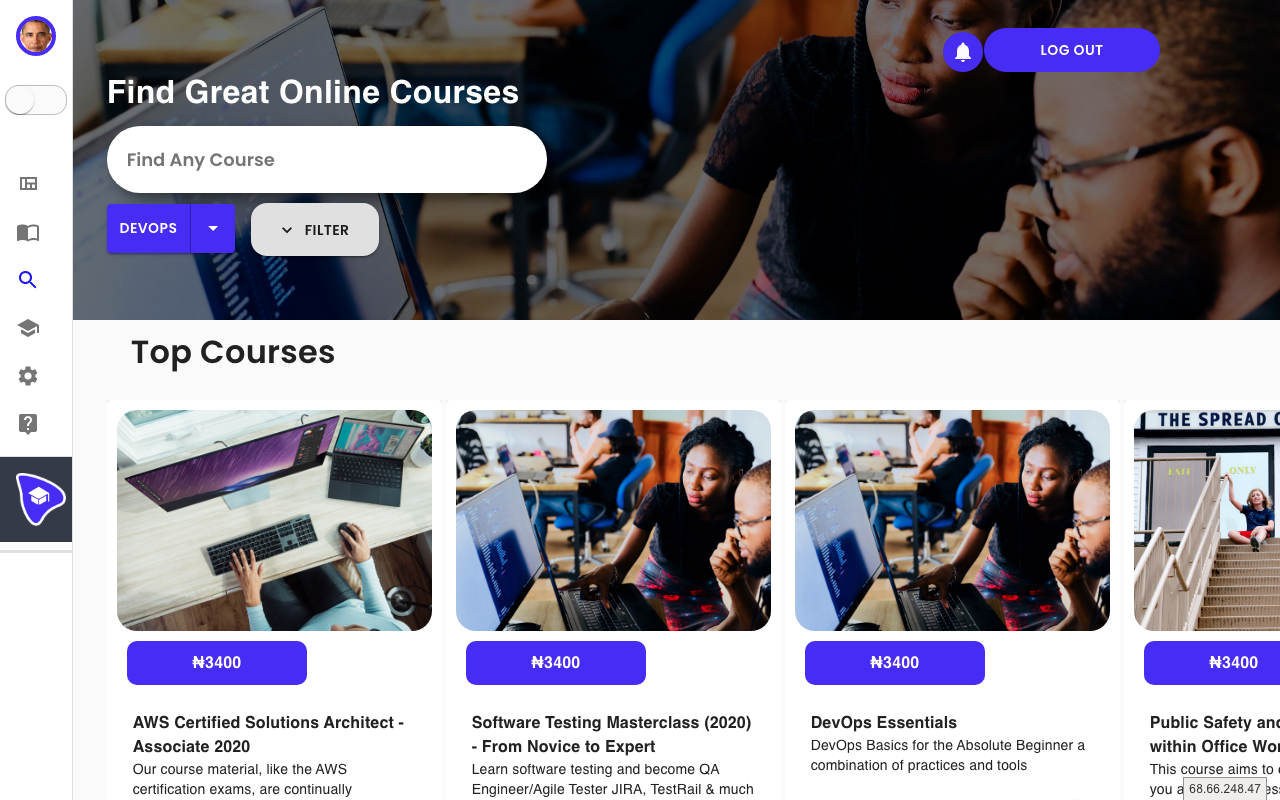 LOG OUT
Find Great Online Courses
Find Any Course
DEVOPS
FILTER
Top Courses
THE SPREAD O
EXIT
ONLY
₦3400
₦3400
₦3400
₦3400
AWS Certified Solutions Architect -
Associate 2020
Our course material, like the AWS
certification exams, are continually
Software Testing Masterclass (2020)
- From Novice to Expert
Learn software testing and become QA
Engineer/Agile Tester JIRA, TestRail & much
DevOps Essentials
DevOps Basics for the Absolute Beginner a
combination of practices and tools
Public Safety and
within Office Wor
This course aims to e
you a
68.66.248.47